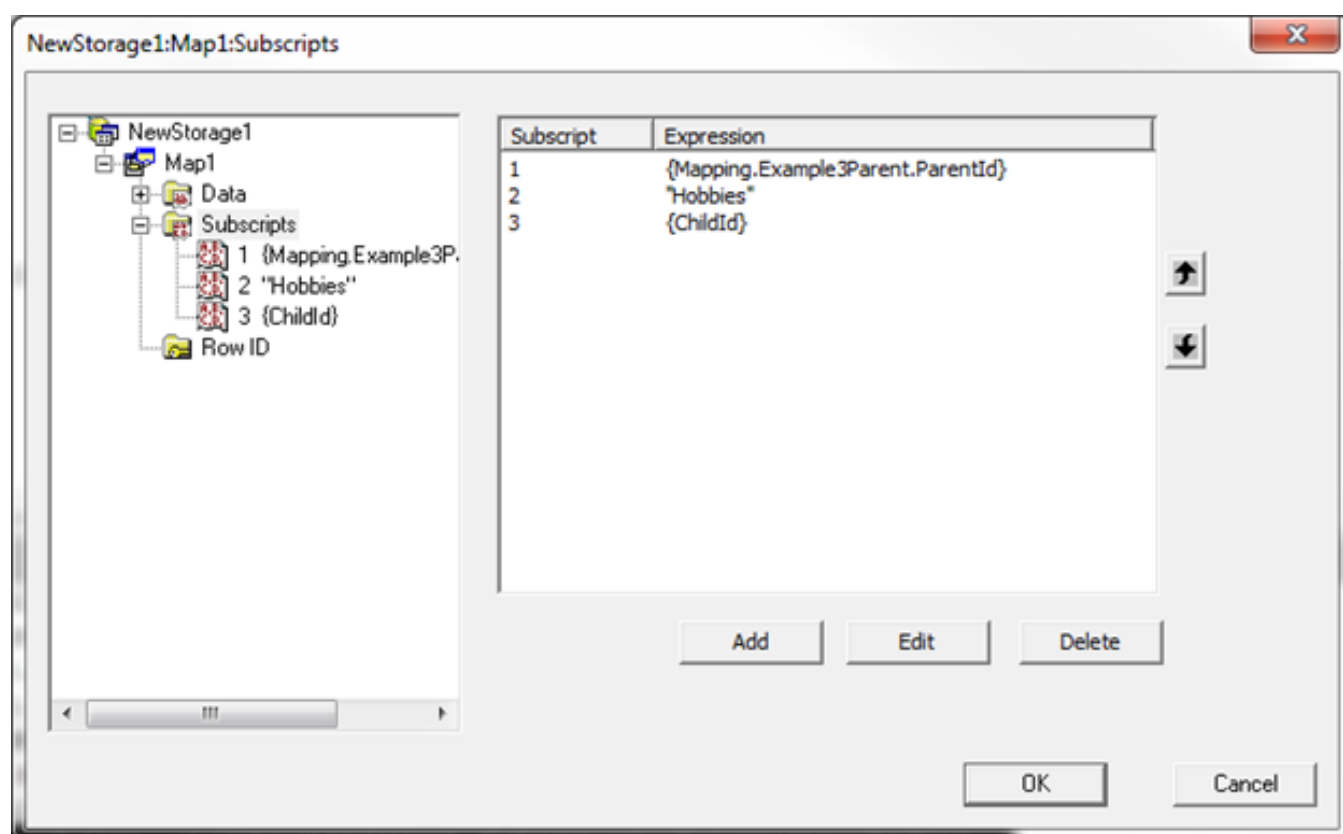 NewStorage1:Map1:Subscripts
NewStorage1
Map1
Data
Subscripts
1 {Mapping.Example3P
2 "Hobbies"
3 {ChildId}
Row ID
Subscript Expression
1 {Mapping.Example3Parent.ParentId}
2 "Hobbies"
3 {ChildId}
Add Edit Delete
OK Cancel